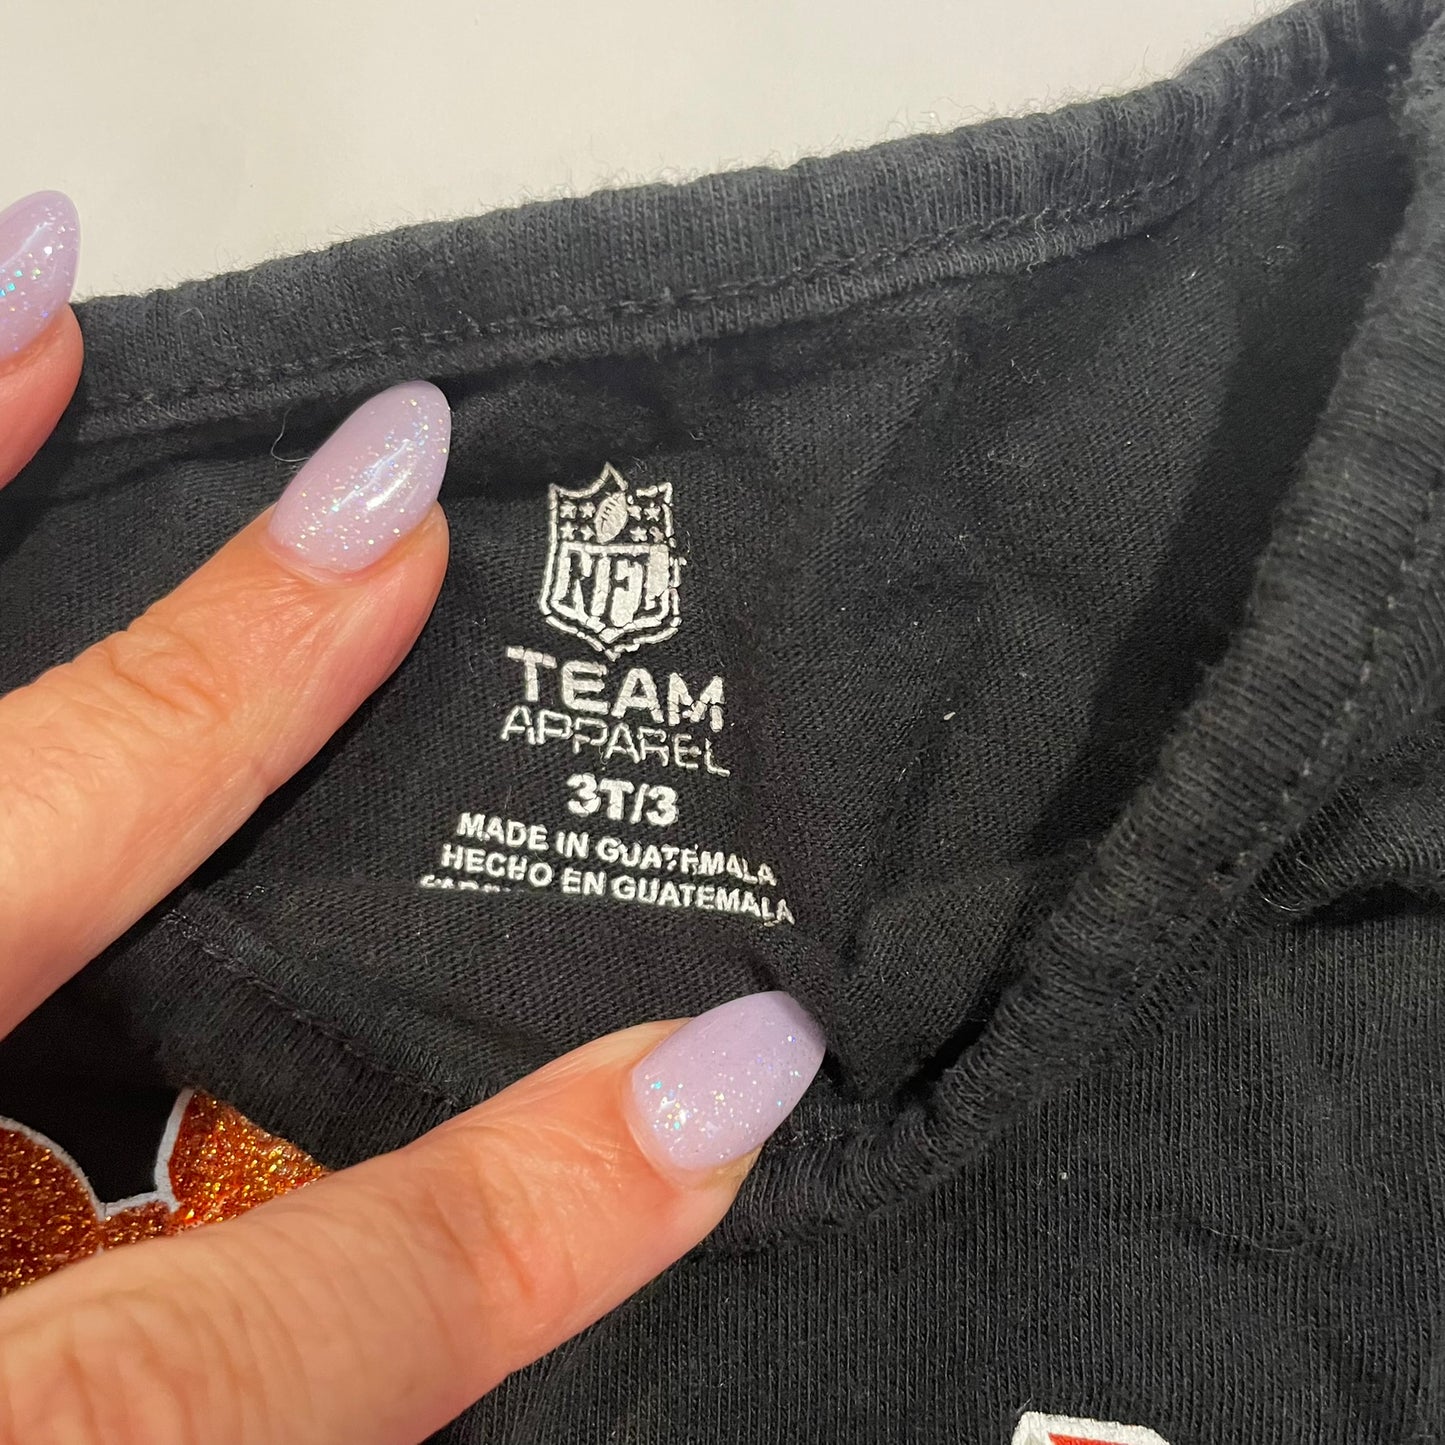 NFL
TEAM
APPAREL
3T/3
MADE IN GUATEMALA
HECHO EN GUATEMALA